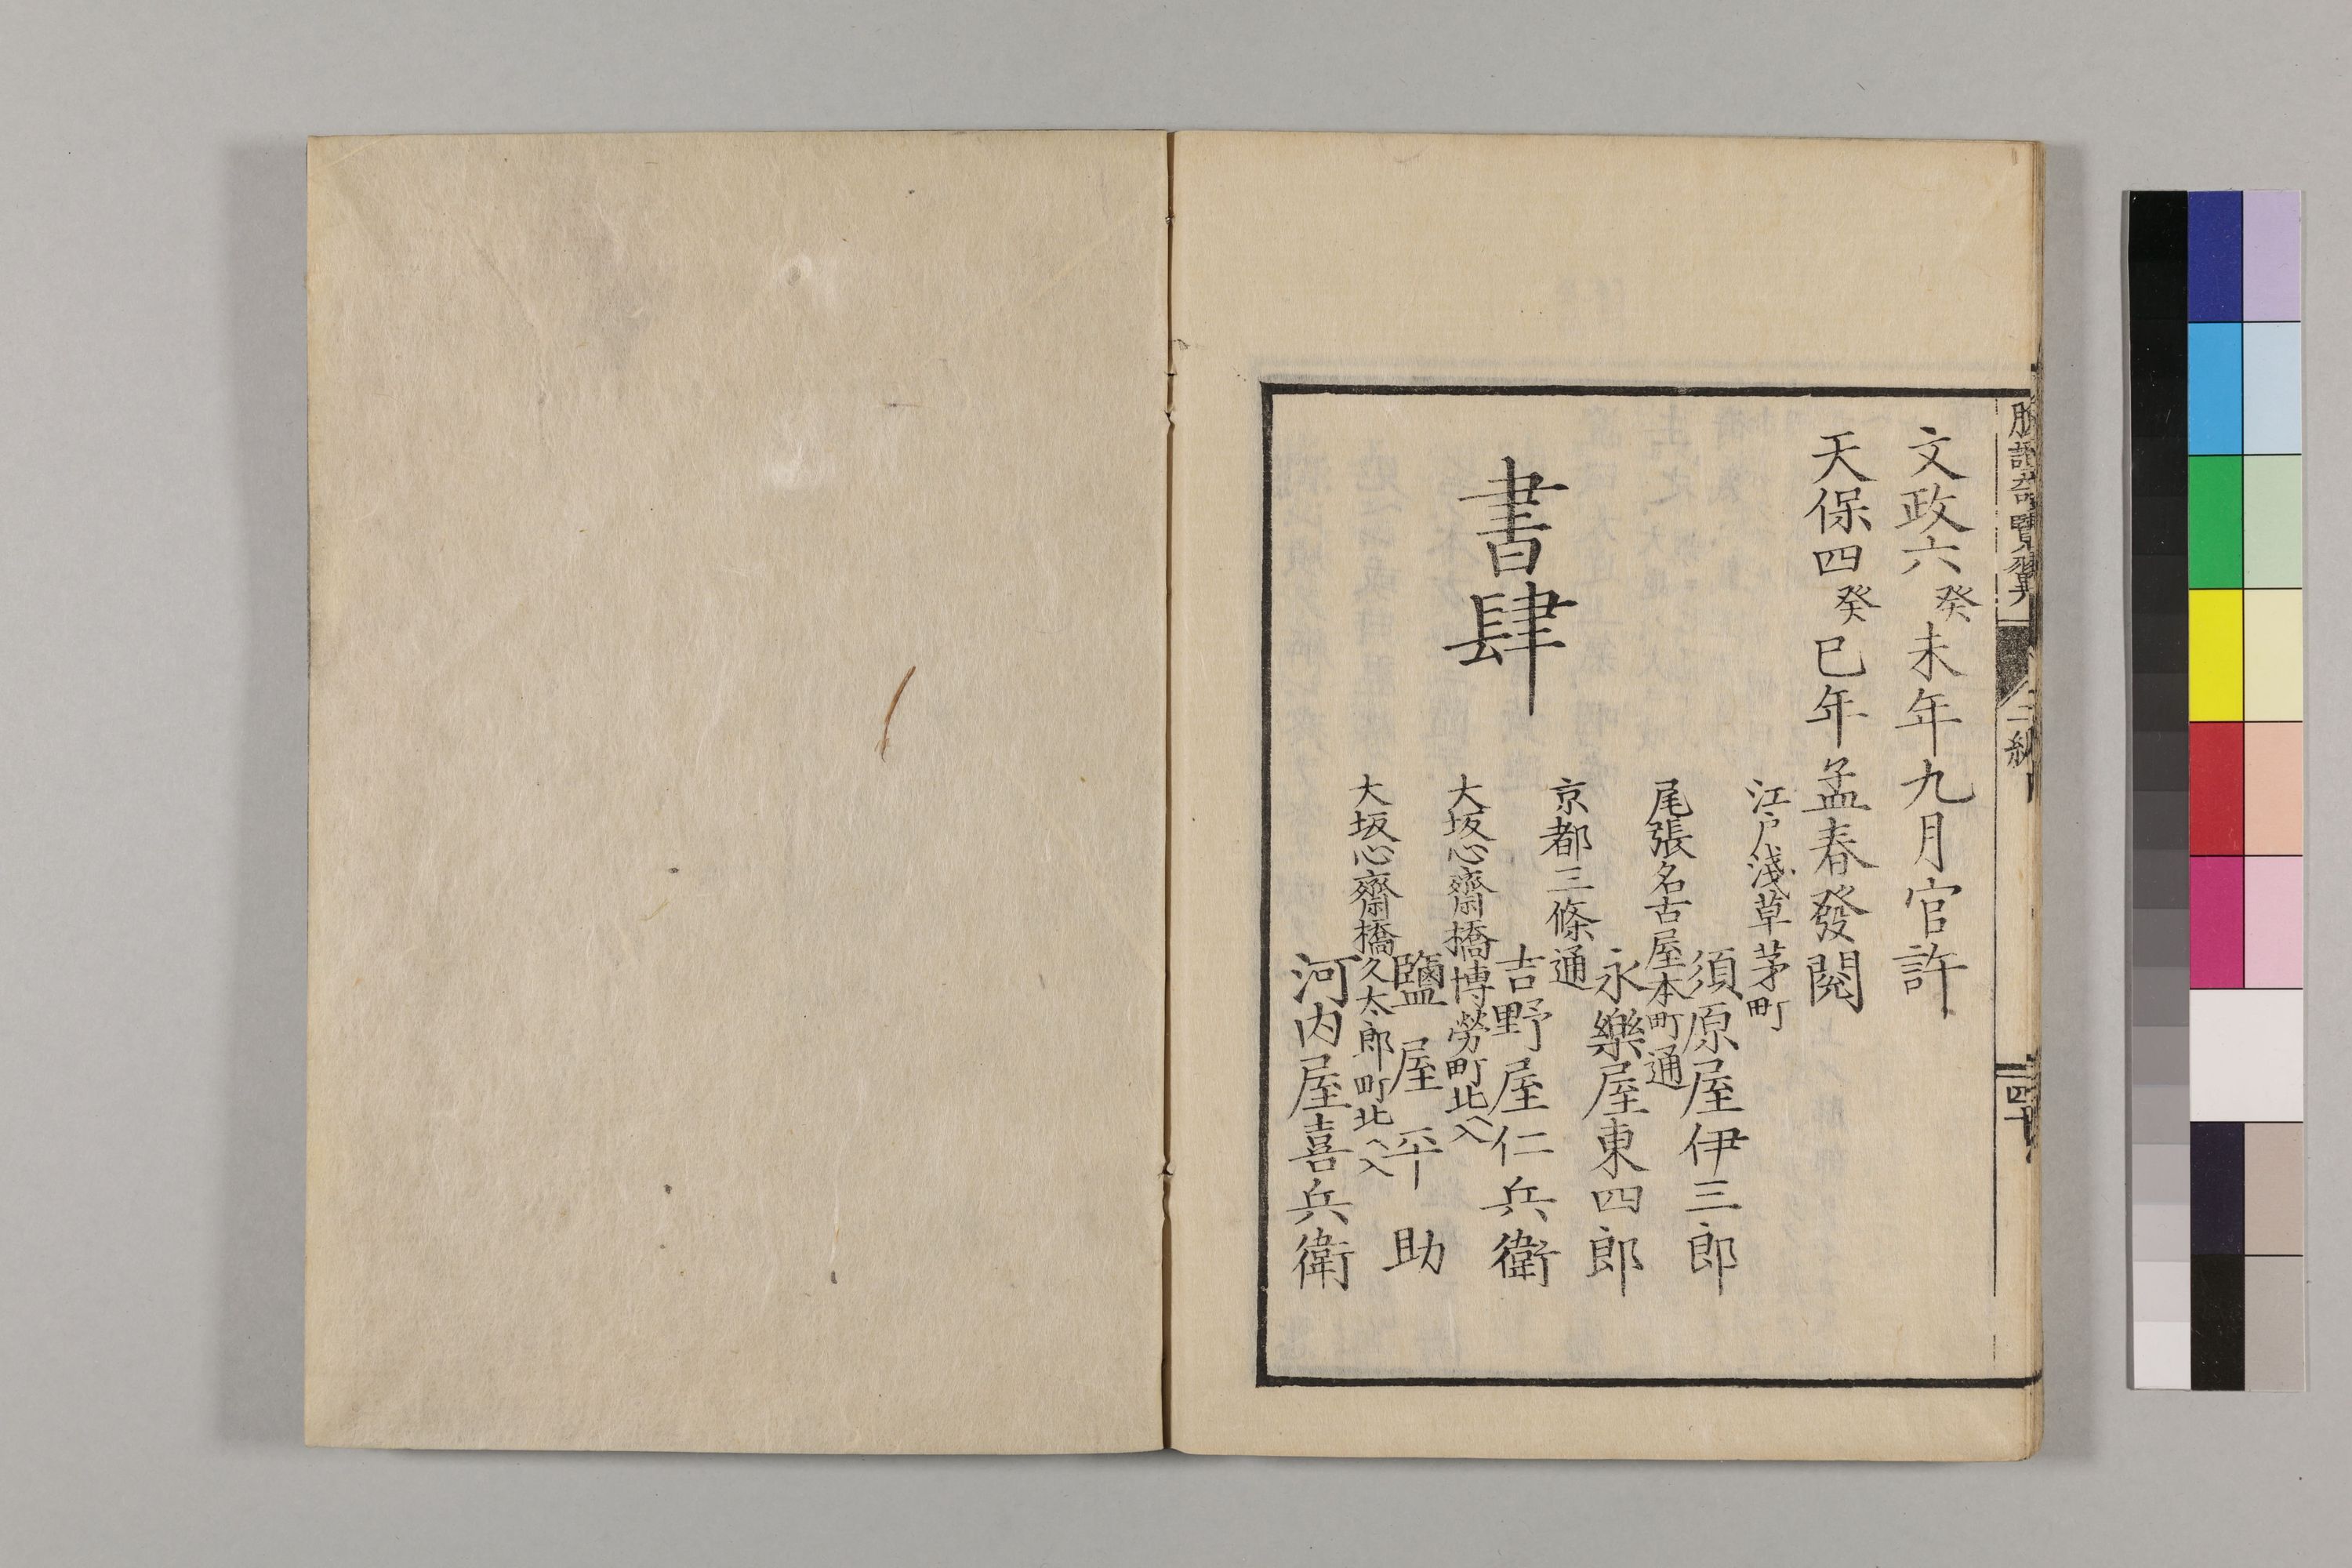 文政六癸未年九月官許
天保四癸巳年孟春發閲
江戸淺草茅町
須原屋伊三郎
尾張名古屋本町通
永樂屋東四郎
京都三條通
吉野屋仁兵衛
書肆
大坂心齋橋博勞町北ヘ入
鹽屋平助
大坂心齋橋久太郎町北ヘ入
河内屋喜兵衛